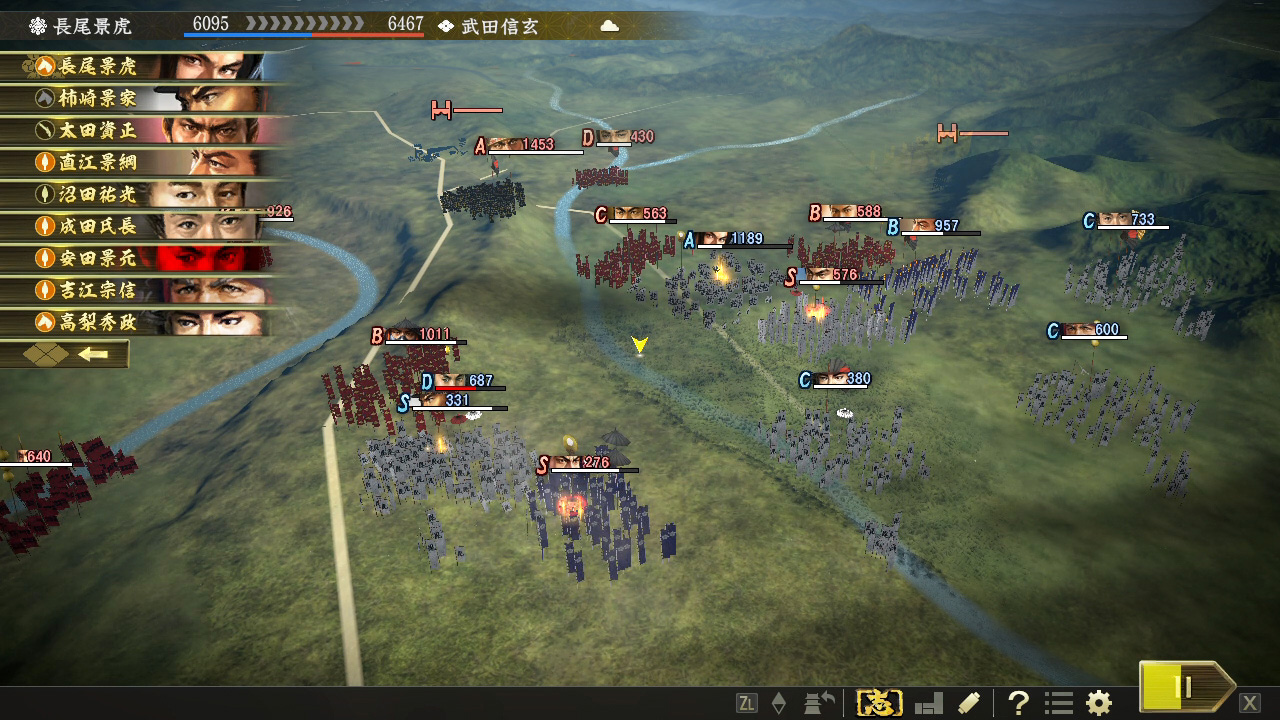 長尾景虎 6095 6467 武田信玄
長尾景虎
柿崎景家
太田資正
直江景綱
沼田祐光
成田氏長
926
安田景元
吉江宗信
高梨秀政
A 1453
D 430
C 563
A 1189
B 588
B 957
C 733
S 576
C 600
B 1011
D 687
S 331
C 380
640
S 276
ZL
志
?
X